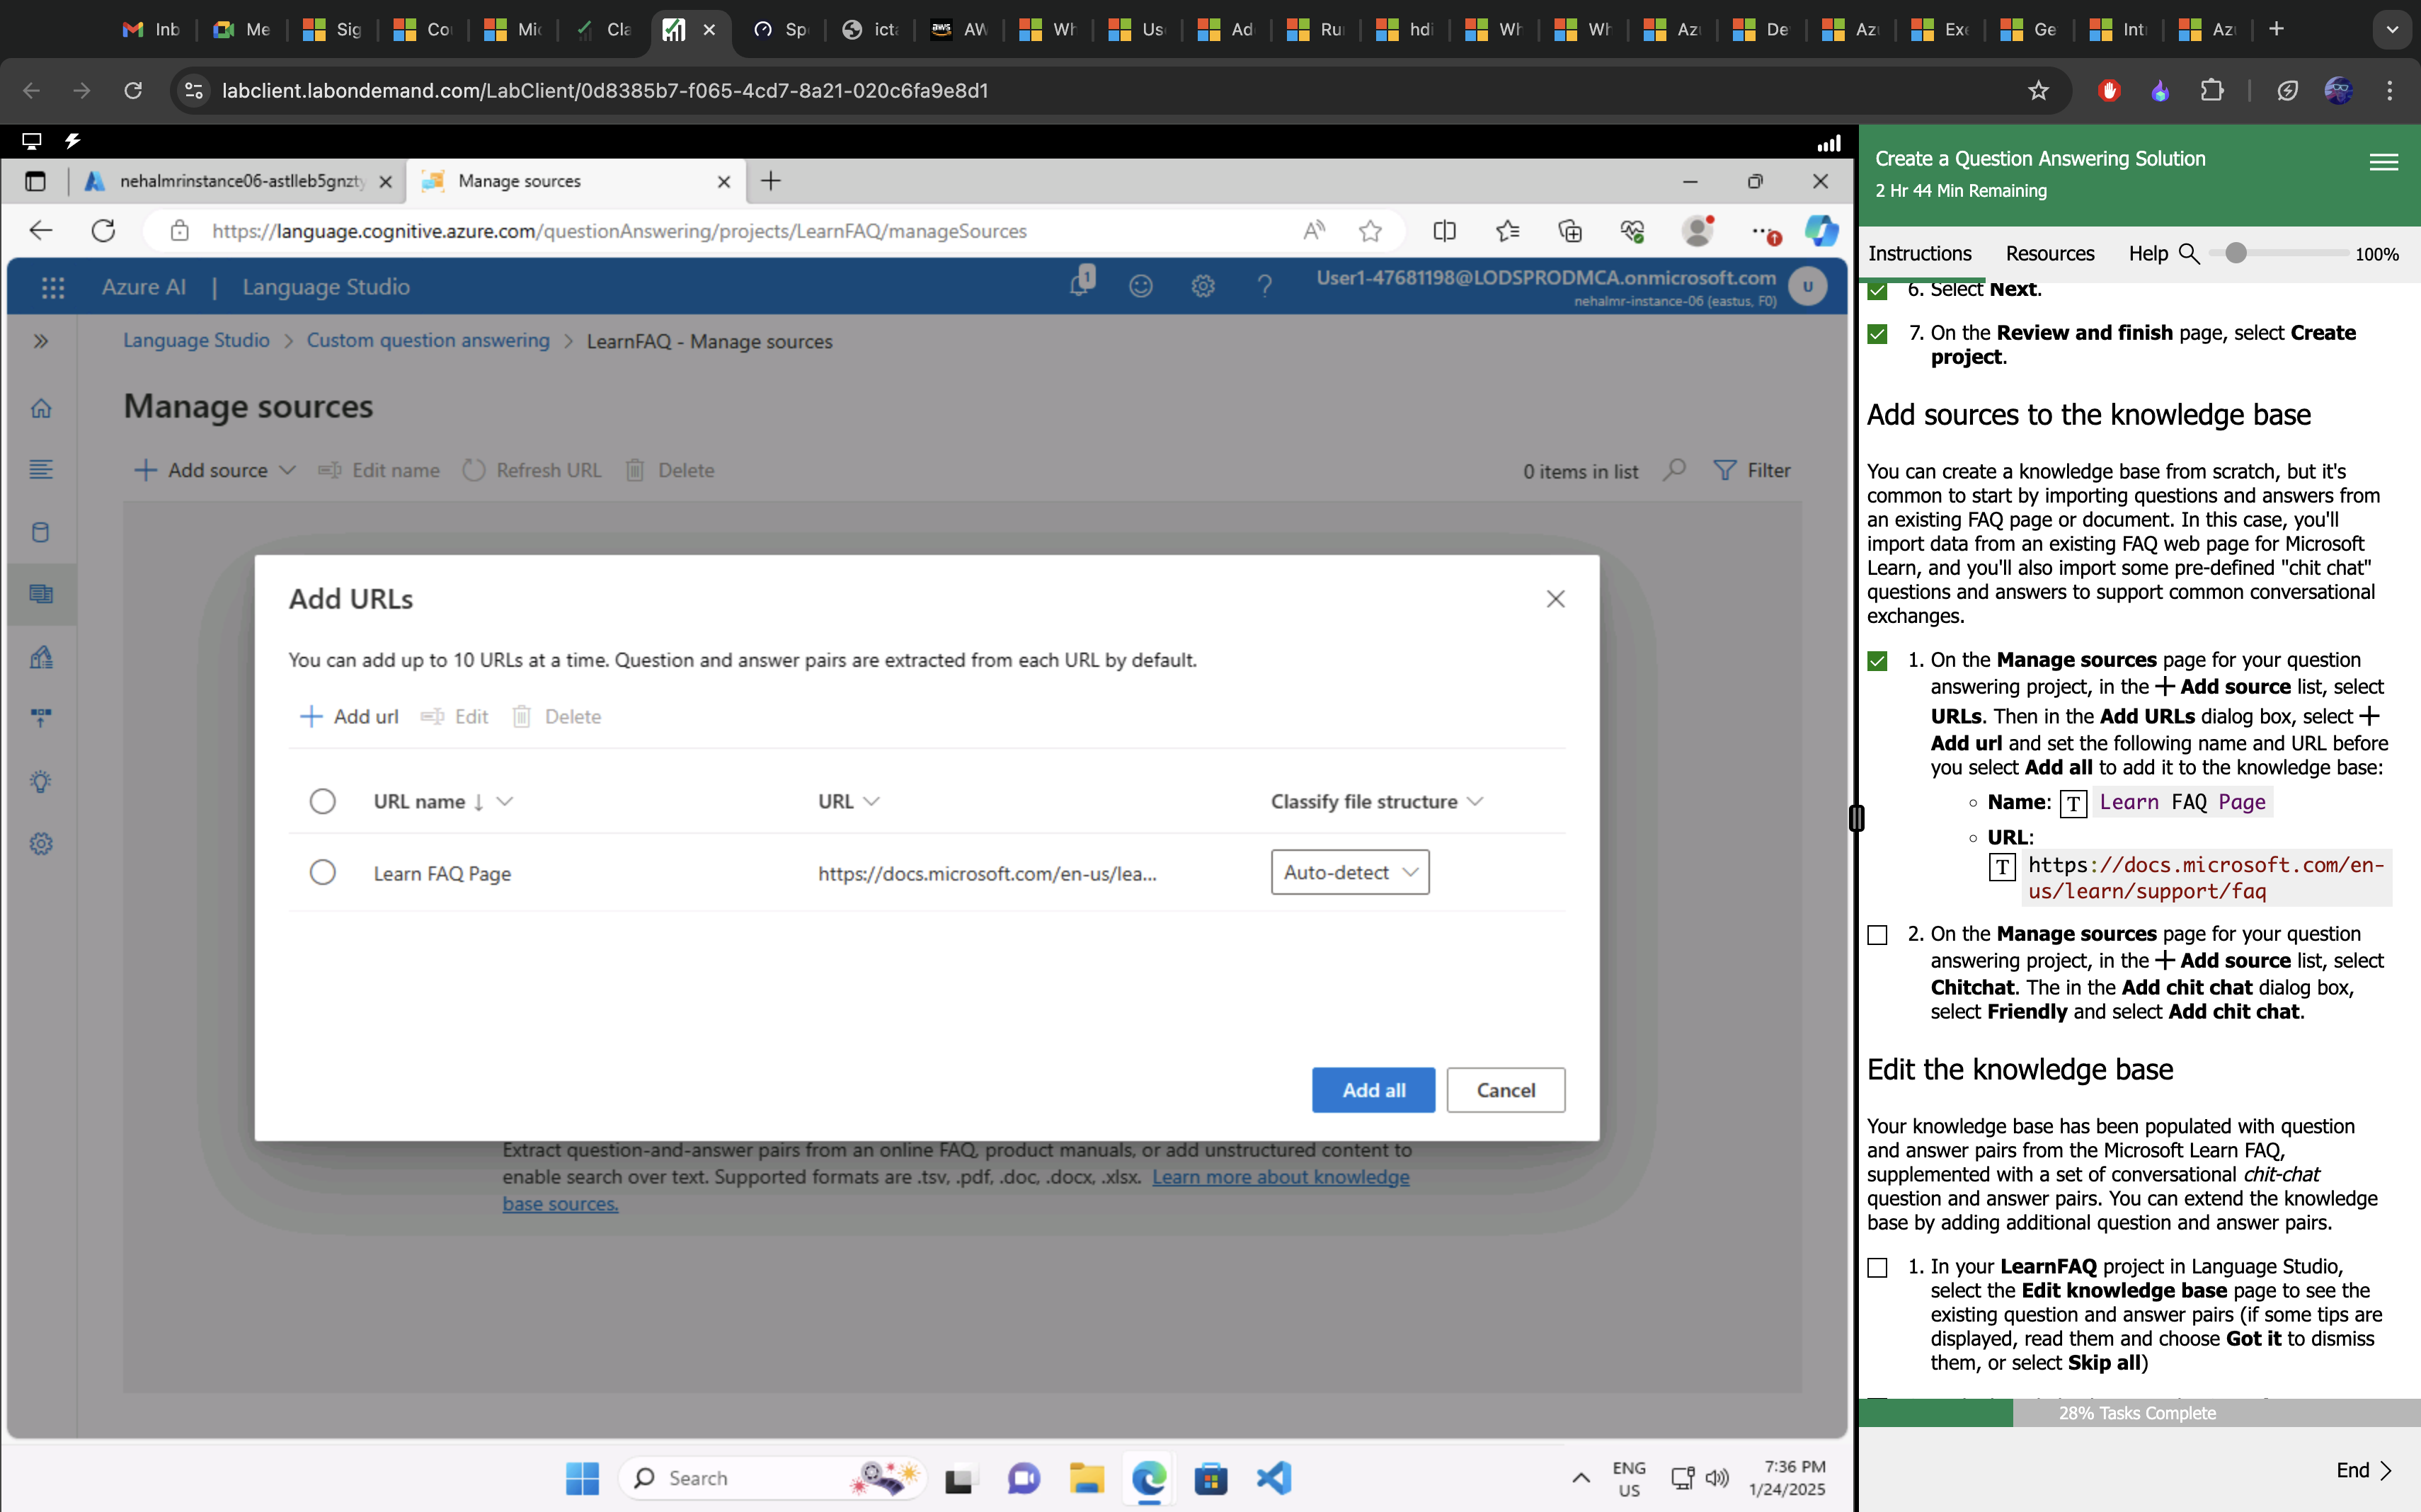 Inb
Me
Sig
Mic
Cla
Sp
icta
AW
Wh
Us
Ad
Ru
hdi
Wh
Wh
Azu
De
Ge
Int
labclient.labondemand.com/LabClient/0d8385b7-f065-4cd7-8a21-020c6fa9e8d1
nehalmrinstance06-astlleb5gnzty
Manage sources
https://language.cognitive.azure.com/questionAnswering/projects/LearnFAQ/manageSources
Azure AI | Language Studio
1
User1-47681198@LODSPRODMCA.onmicrosoft.com
nehalmr-instance-06 (eastus, F0)
U
Language Studio > Custom question answering > LearnFAQ - Manage sources
Manage sources
Add source
Edit name
Refresh URL
Delete
0 items in list
Filter
Add URLs
You can add up to 10 URLs at a time. Question and answer pairs are extracted from each URL by default.
Add url
Edit
Delete
URL name
URL
Classify file structure
Learn FAQ Page
https://docs.microsoft.com/en-us/lea...
Auto-detect
Add all
Cancel
Extract question-and-answer pairs from an online FAQ, product manuals, or add unstructured content to
enable search over text. Supported formats are .tsv, .pdf, .doc, .docx, .xlsx. Learn more about knowledge
base sources.
Search
ENG
US
7:36 PM
1/24/2025
Create a Question Answering Solution
2 Hr 44 Min Remaining
Instructions
Resources
Help
100%
6. Select Next.
7. On the Review and finish page, select Create
project.
Add sources to the knowledge base
You can create a knowledge base from scratch, but it's
common to start by importing questions and answers from
an existing FAQ page or document. In this case, you'll
import data from an existing FAQ web page for Microsoft
Learn, and you'll also import some pre-defined "chit chat"
questions and answers to support common conversational
exchanges.
1. On the Manage sources page for your question
answering project, in the + Add source list, select
URLs. Then in the Add URLs dialog box, select +
Add url and set the following name and URL before
you select Add all to add it to the knowledge base:
Name: T Learn FAQ Page
URL:
T https://docs.microsoft.com/en-
us/learn/support/faq
2. On the Manage sources page for your question
answering project, in the + Add source list, select
Chitchat. The in the Add chit chat dialog box,
select Friendly and select Add chit chat.
Edit the knowledge base
Your knowledge base has been populated with question
and answer pairs from the Microsoft Learn FAQ,
supplemented with a set of conversational chit-chat
question and answer pairs. You can extend the knowledge
base by adding additional question and answer pairs.
1. In your LearnFAQ project in Language Studio,
select the Edit knowledge base page to see the
existing question and answer pairs (if some tips are
displayed, read them and choose Got it to dismiss
them, or select Skip all)
28% Tasks Complete
End